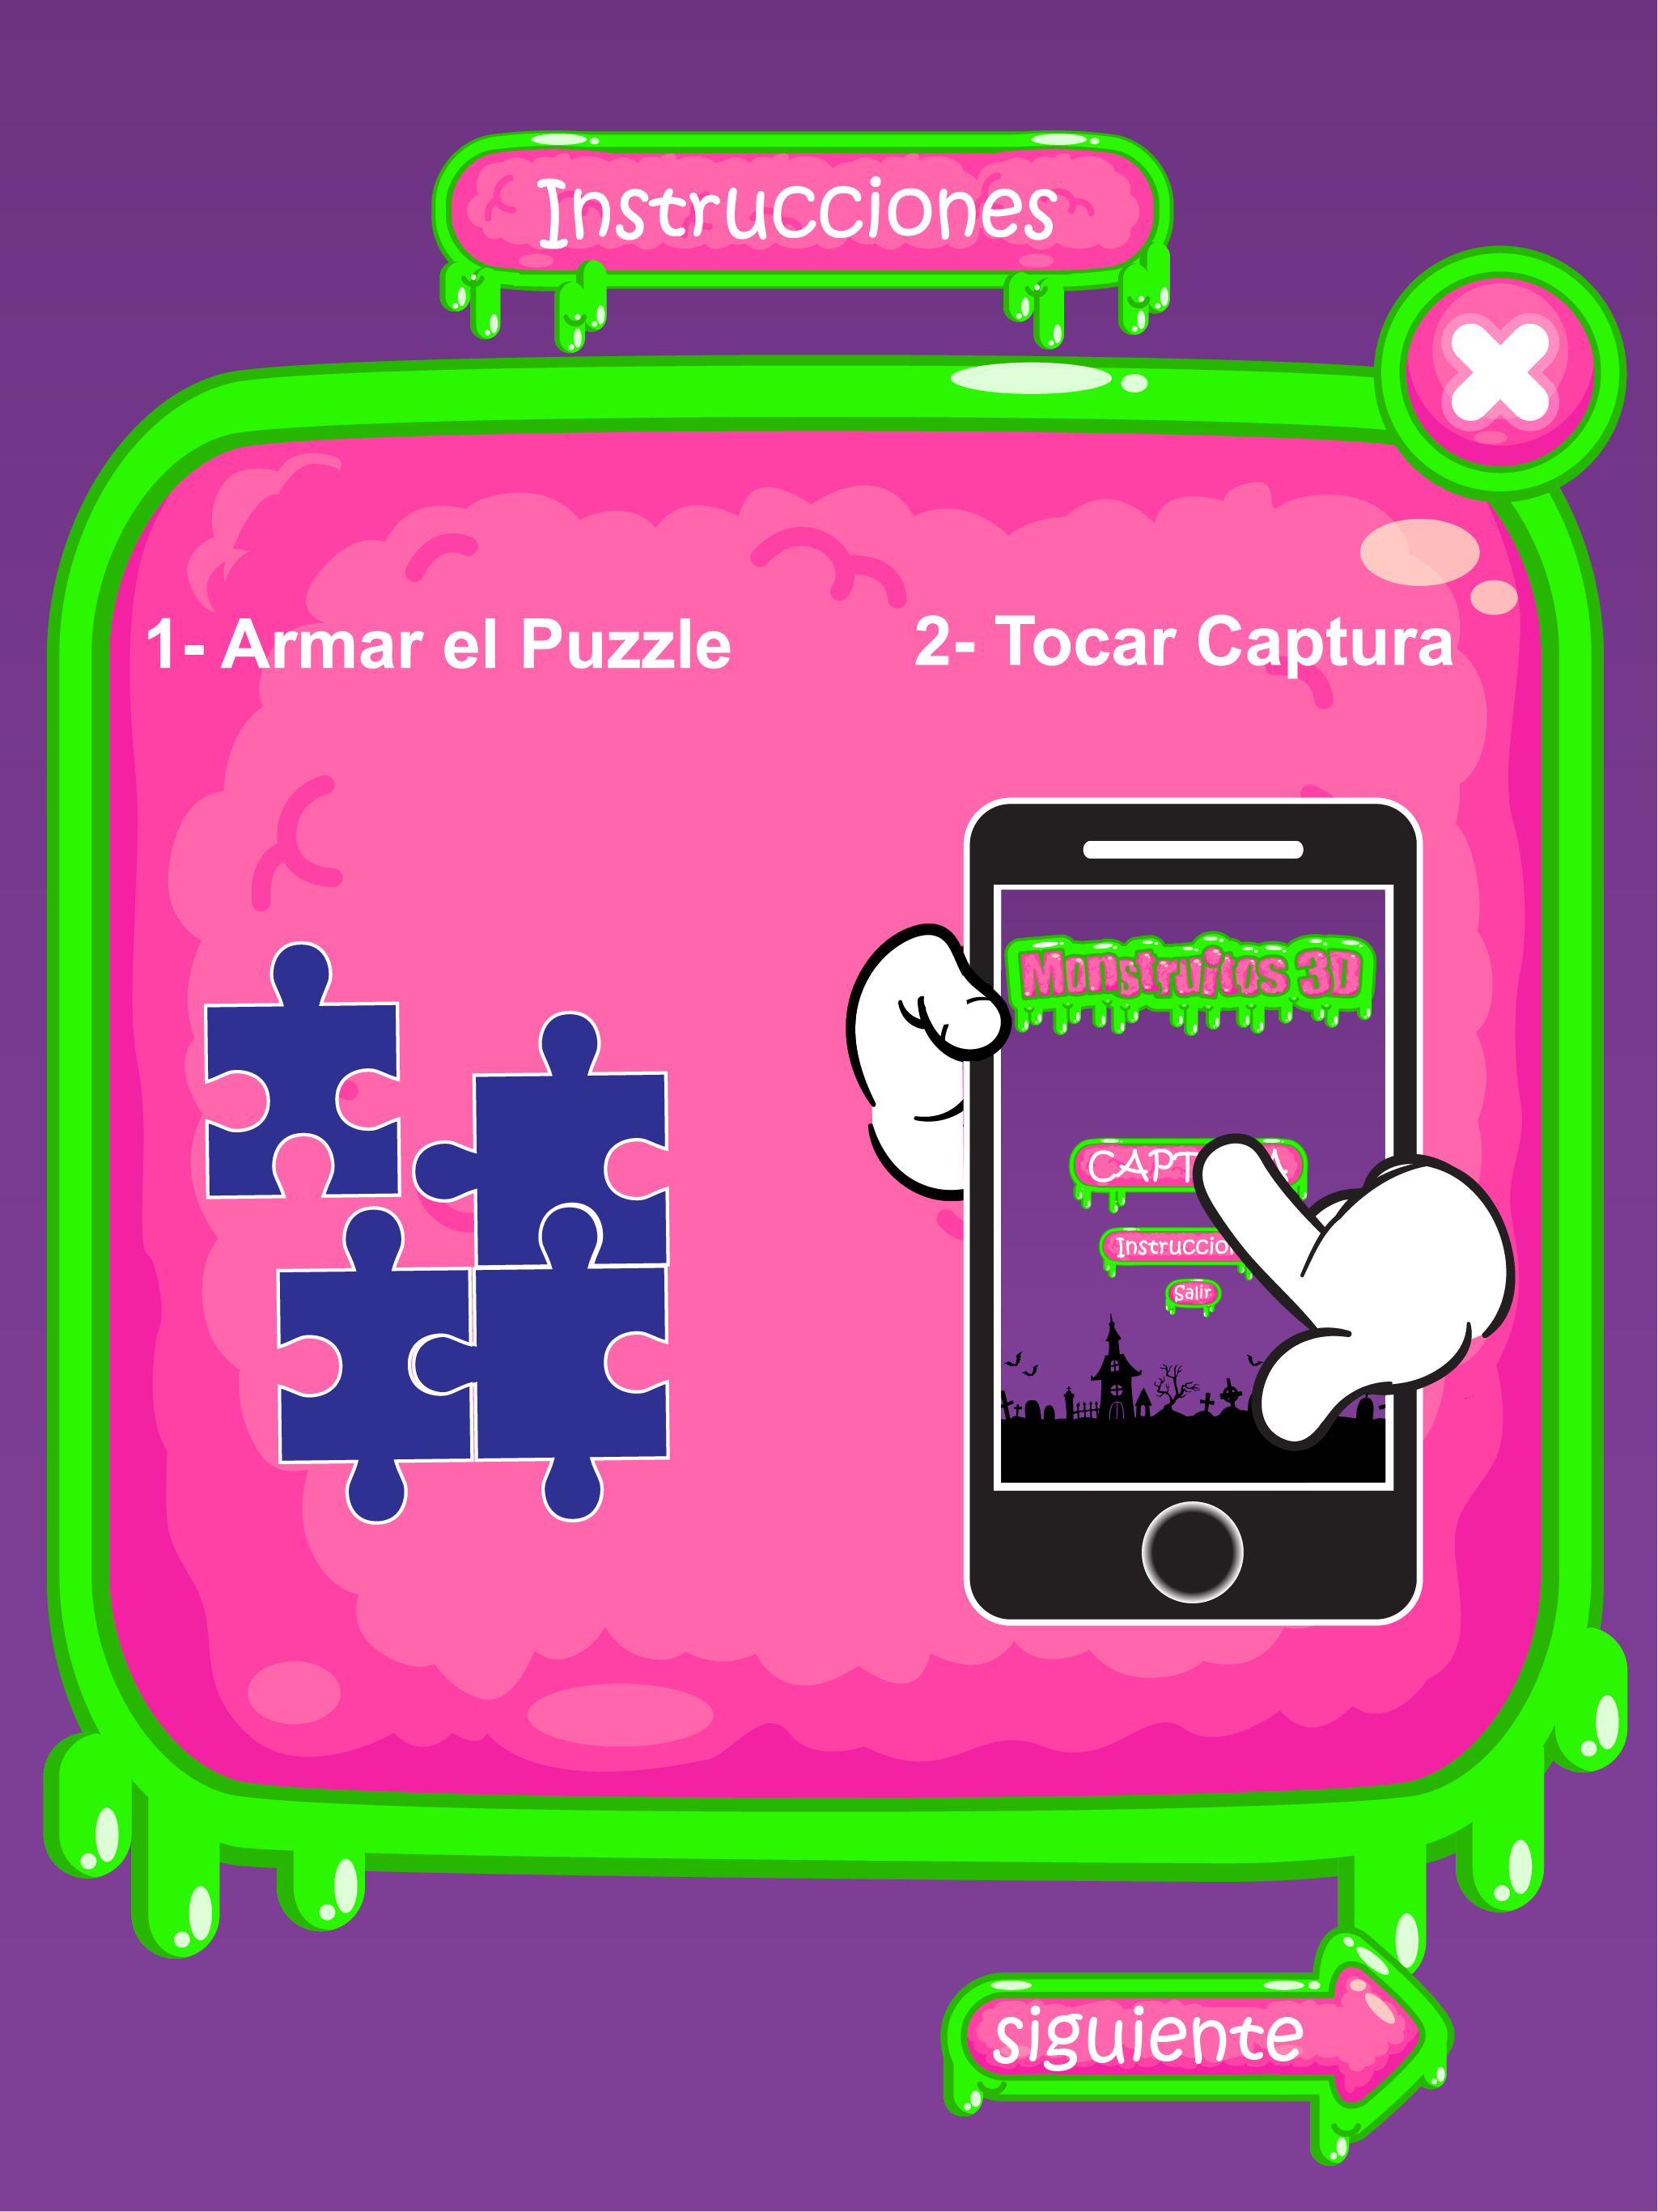 Instrucciones
1- Armar el Puzzle
2- Tocar Captura
Monstruitos 3D
Salir
siguiente